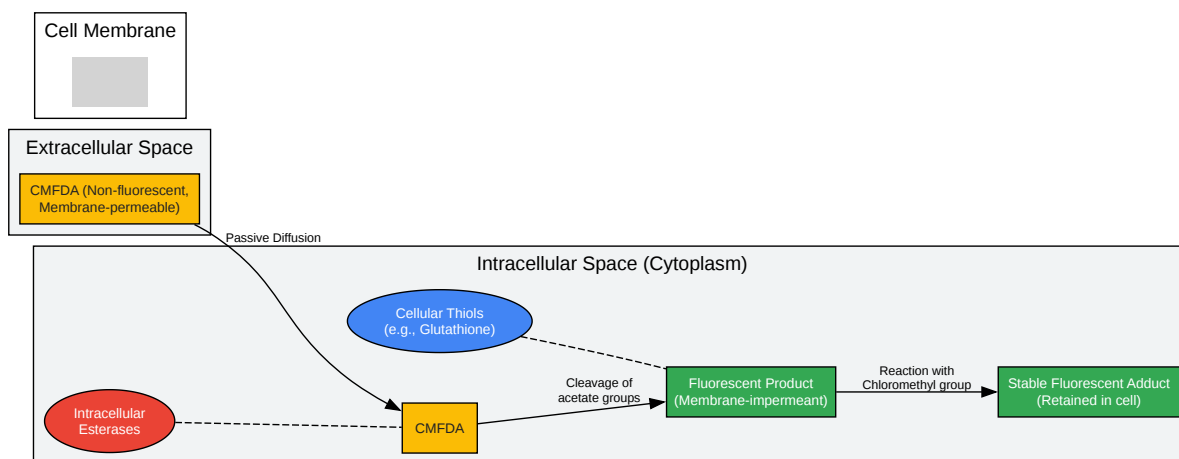 Cell Membrane
Extracellular Space
CMFDA (Non-fluorescent,
Membrane-permeable)
Passive Diffusion
Intracellular Space (Cytoplasm)
Cellular Thiols
(e.g., Glutathione)
Intracellular
Esterases
CMFDA
Cleavage of
acetate groups
Fluorescent Product
(Membrane-impermeant)
Reaction with
Chloromethyl group
Stable Fluorescent Adduct
(Retained in cell)